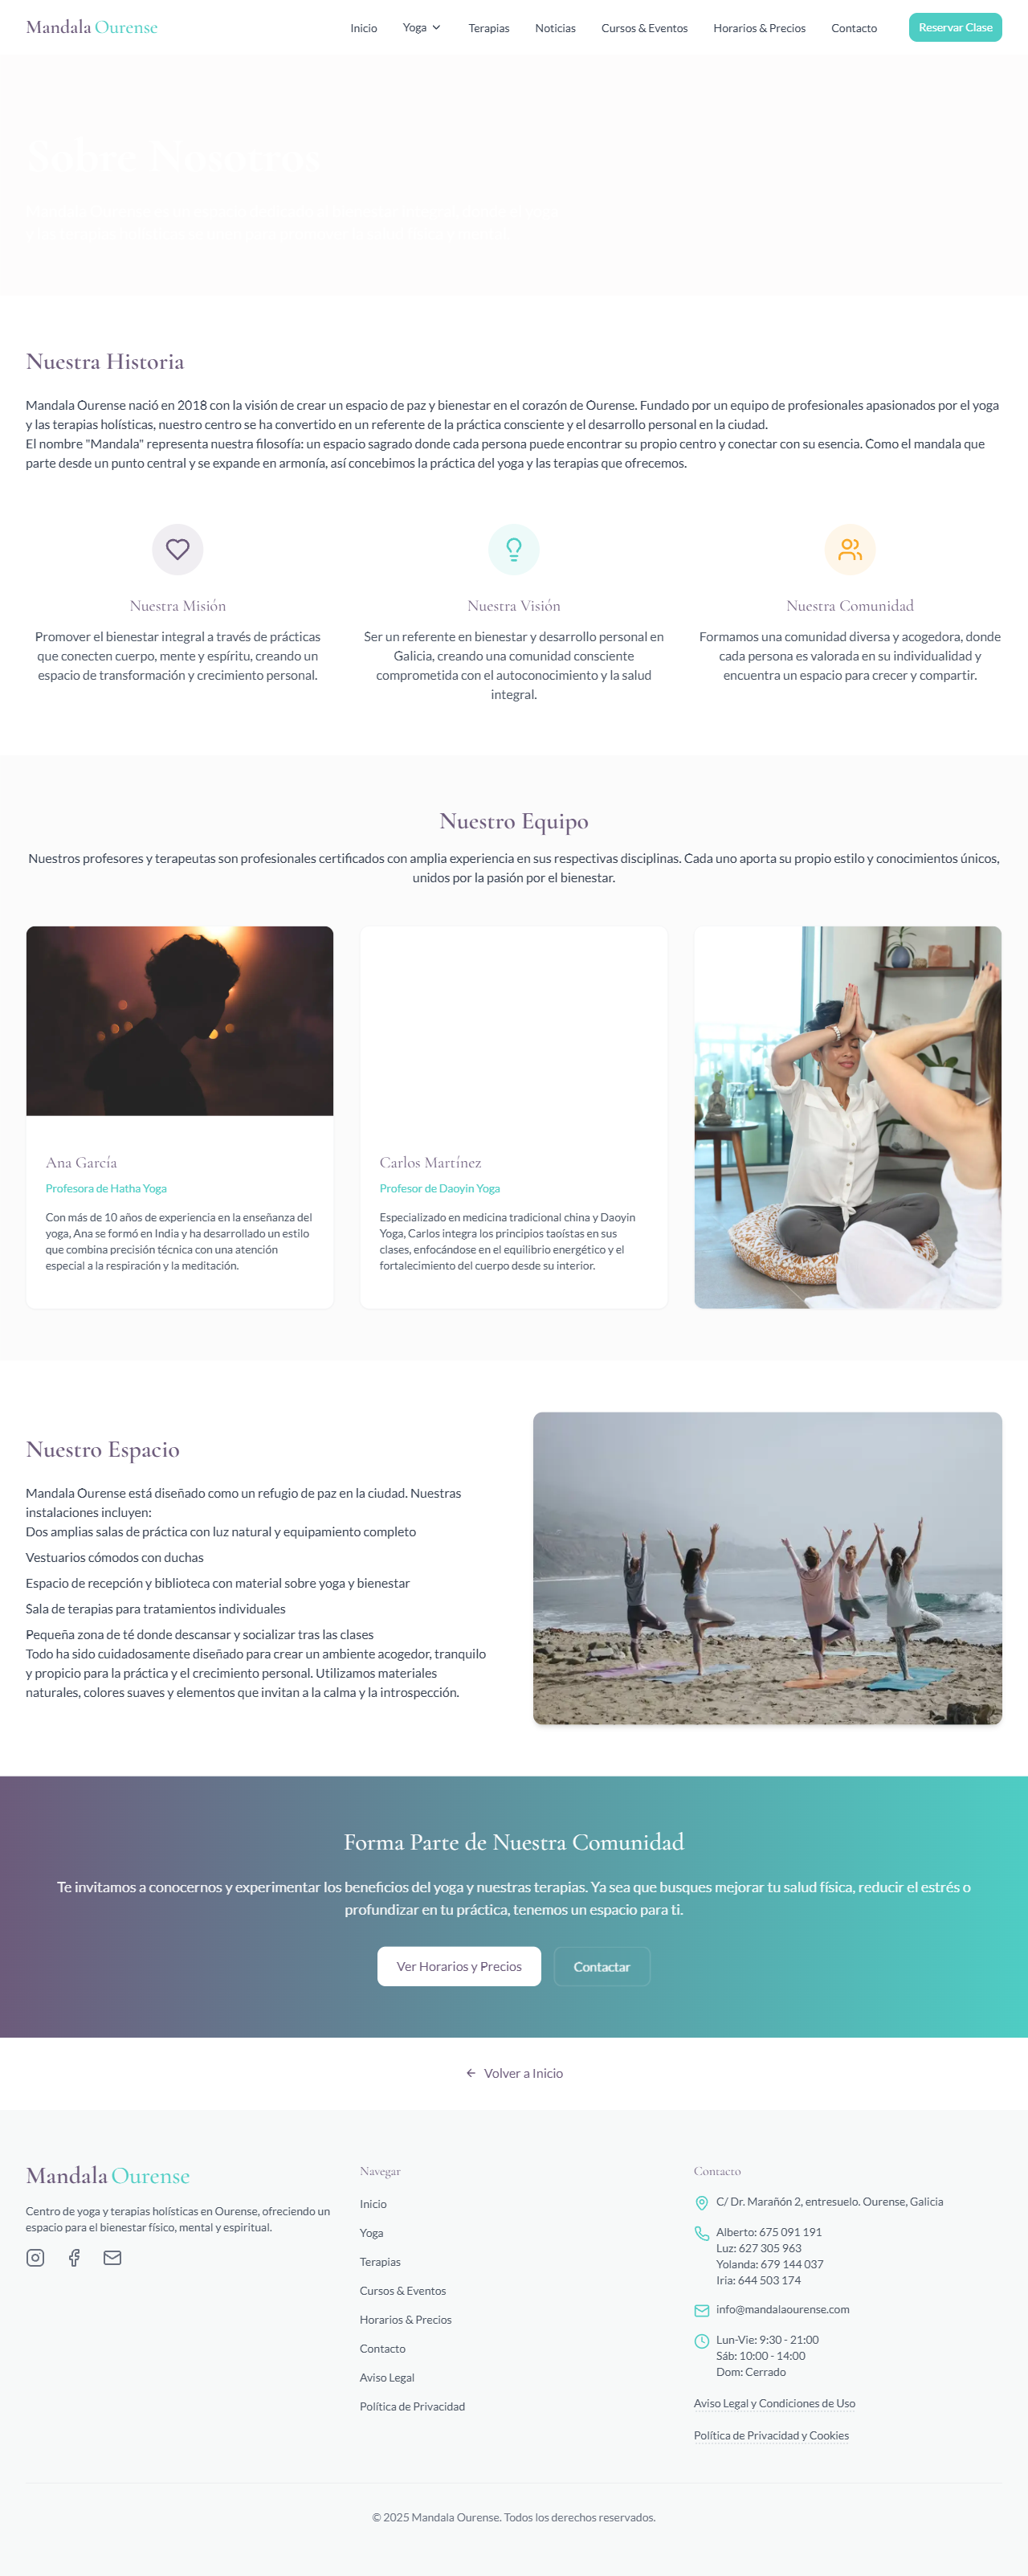 Mandala Ourense
Inicio
Yoga
Terapias
Noticias
Cursos & Eventos
Horarios & Precios
Contacto
Reservar Clase
Sobre Nosotros
Nuestra Historia
Mandala Ourense nació en 2018 con la visión de crear un espacio de paz y bienestar en el corazón de Ourense. Fundado por un equipo de profesionales apasionados por el yoga
y las terapias holísticas, nuestro centro se ha convertido en un referente de la práctica consciente y el desarrollo personal en la ciudad.
El nombre "Mandala" representa nuestra filosofía: un espacio sagrado donde cada persona puede encontrar su propio centro y conectar con su esencia. Como el mandala que
parte desde un punto central y se expande en armonía, así concebimos la práctica del yoga y las terapias que ofrecemos.
Nuestra Misión
Promover el bienestar integral a través de prácticas
que conecten cuerpo, mente y espíritu, creando un
espacio de transformación y crecimiento personal.
Nuestra Visión
Ser un referente en bienestar y desarrollo personal en
Galicia, creando una comunidad consciente
comprometida con el autoconocimiento y la salud
integral.
Nuestra Comunidad
Formamos una comunidad diversa y acogedora, donde
cada persona es valorada en su individualidad y
encuentra un espacio para crecer y compartir.
Nuestro Equipo
Nuestros profesores y terapeutas son profesionales certificados con amplia experiencia en sus respectivas disciplinas. Cada uno aporta su propio estilo y conocimientos únicos,
unidos por la pasión por el bienestar.
Ana García
Profesora de Hatha Yoga
Con más de 10 años de experiencia en la enseñanza del
yoga, Ana se formó en India y ha desarrollado un estilo
que combina precisión técnica con una atención
especial a la respiración y la meditación.
Carlos Martínez
Profesor de Daoyin Yoga
Especializado en medicina tradicional china y Daoyin
Yoga, Carlos integra los principios taoístas en sus
clases, enfocándose en el equilibrio energético y el
fortalecimiento del cuerpo desde su interior.
Nuestro Espacio
Mandala Ourense está diseñado como un refugio de paz en la ciudad. Nuestras
instalaciones incluyen:
Dos amplias salas de práctica con luz natural y equipamiento completo
Vestuarios cómodos con duchas
Espacio de recepción y biblioteca con material sobre yoga y bienestar
Sala de terapias para tratamientos individuales
Pequeña zona de té donde descansar y socializar tras las clases
Todo ha sido cuidadosamente diseñado para crear un ambiente acogedor, tranquilo
y propicio para la práctica y el crecimiento personal. Utilizamos materiales
naturales, colores suaves y elementos que invitan a la calma y la introspección.
Forma Parte de Nuestra Comunidad
Te invitamos a conocernos y experimentar los beneficios del yoga y nuestras terapias. Ya sea que busques mejorar tu salud física, reducir el estrés o
profundizar en tu práctica, tenemos un espacio para ti.
Ver Horarios y Precios
Contactar
Volver a Inicio
Mandala Ourense
Centro de yoga y terapias holísticas en Ourense, ofreciendo un
espacio para el bienestar físico, mental y espiritual.
Navegar
Inicio
Yoga
Terapias
Cursos & Eventos
Horarios & Precios
Contacto
Aviso Legal
Política de Privacidad
Contacto
C/ Dr. Marañón 2, entresuelo. Ourense, Galicia
Alberto: 675 091 191
Luz: 627 305 963
Yolanda: 679 144 037
Iria: 644 503 174
info@mandalaourense.com
Lun-Vie: 9:30 - 21:00
Sáb: 10:00 - 14:00
Dom: Cerrado
Aviso Legal y Condiciones de Uso
Política de Privacidad y Cookies
© 2025 Mandala Ourense. Todos los derechos reservados.